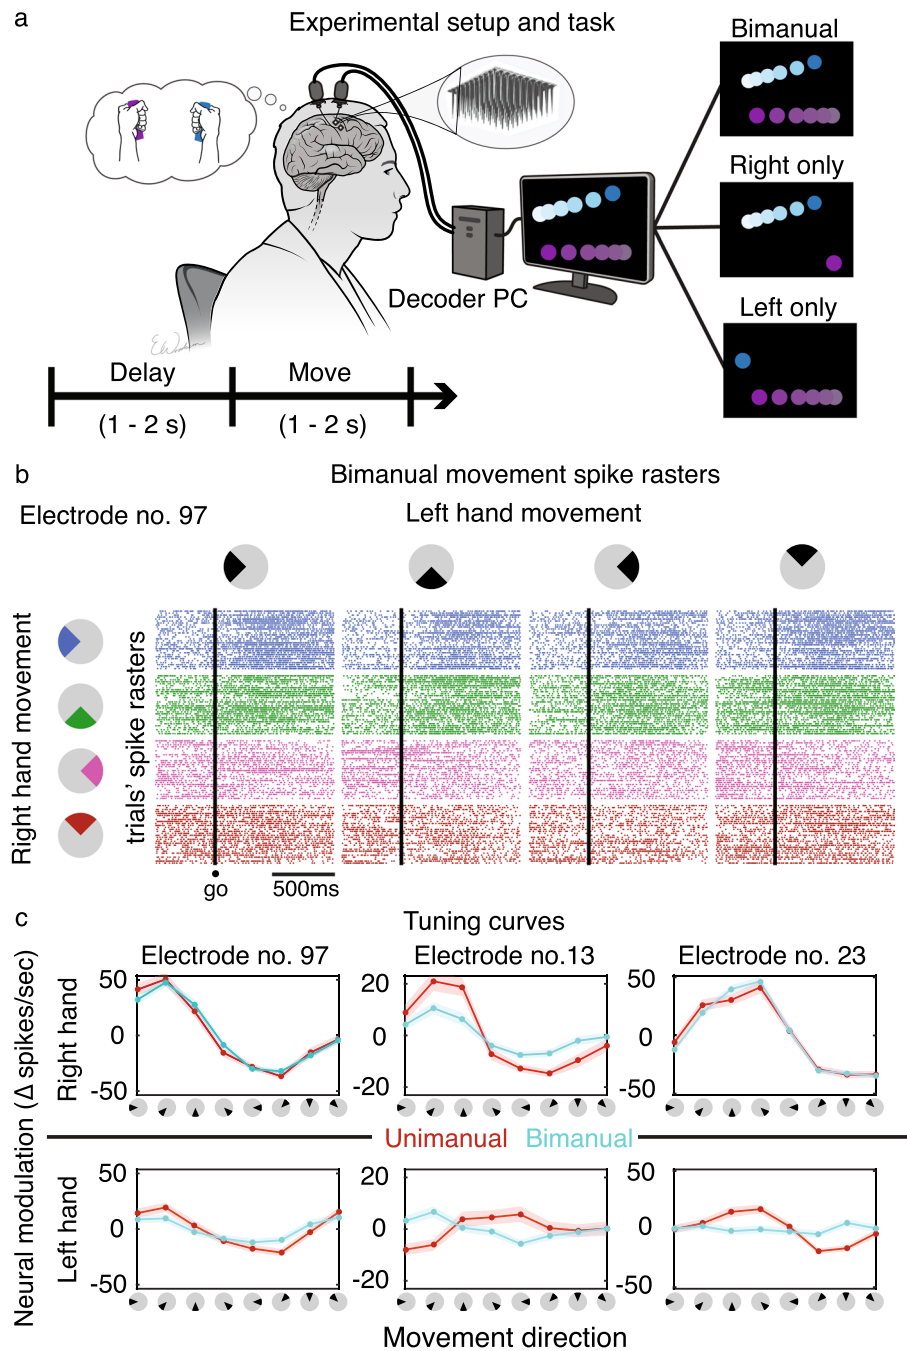 a
Experimental setup and task
Bimanual
Right only
Left only
Decoder PC
Delay
Move
(1 - 2 s)
(1 - 2 s)
b
Bimanual movement spike rasters
Electrode no. 97
Left hand movement
Right hand movement
trials' spike rasters
go
500ms
c
Tuning curves
Neural modulation (Δ spikes/sec)
Electrode no. 97
Electrode no.13
Electrode no. 23
Right hand
50
0
-50
20
0
-20
50
0
-50
Unimanual
Bimanual
Left hand
50
0
-50
20
0
-20
50
0
-50
Movement direction